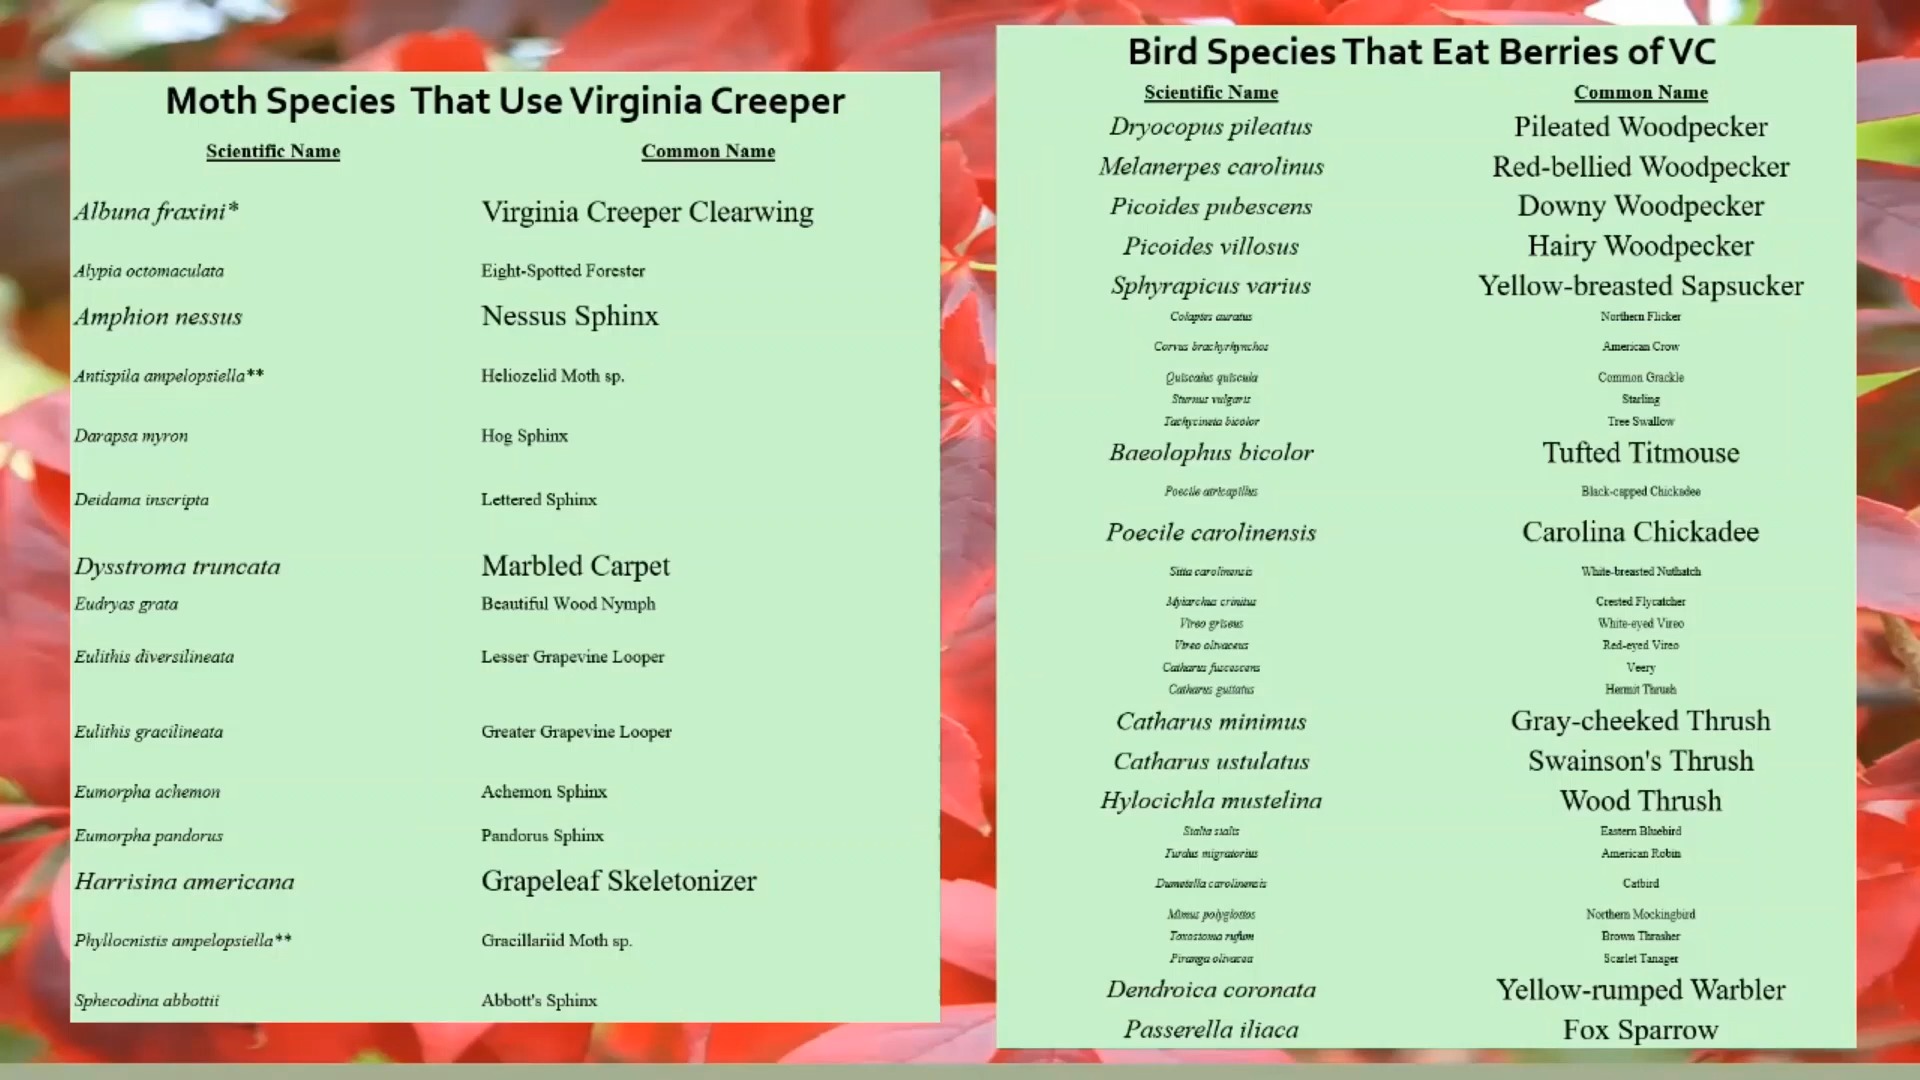 Moth Species That Use Virginia Creeper
Scientific Name Common Name
Albuna fraxini* Virginia Creeper Clearwing
Alypia octomaculata Eight-Spotted Forester
Amphion nessus Nessus Sphinx
Antispila ampelopsiella** Heliozelid Moth sp.
Darapsa myron Hog Sphinx
Deidama inscripta Lettered Sphinx
Dysstroma truncata Marbled Carpet
Eudryas grata Beautiful Wood Nymph
Eulithis diversilineata Lesser Grapevine Looper
Eulithis gracilineata Greater Grapevine Looper
Eumorpha achemon Achemon Sphinx
Eumorpha pandorus Pandorus Sphinx
Harrisina americana Grapeleaf Skeletonizer
Phyllocnistis ampelopsiella** Gracillariid Moth sp.
Sphecodina abbottii Abbott's Sphinx
Bird Species That Eat Berries of VC
Scientific Name Common Name
Dryocopus pileatus Pileated Woodpecker
Melanerpes carolinus Red-bellied Woodpecker
Picoides pubescens Downy Woodpecker
Picoides villosus Hairy Woodpecker
Sphyrapicus varius Yellow-breasted Sapsucker
Colaptes auratus Northern Flicker
Corvus brachyrhynchos American Crow
Quiscalus quiscula Common Grackle
Sturnus vulgaris Starling
Tachycineta bicolor Tree Swallow
Baeolophus bicolor Tufted Titmouse
Poecile atricapillus Black-capped Chickadee
Poecile carolinensis Carolina Chickadee
Sitta carolinensis White-breasted Nuthatch
Myiarchus crinitus Crested Flycatcher
Vireo griseus White-eyed Vireo
Vireo olivaceus Red-eyed Vireo
Catharus fuscescens Veery
Catharus guttatus Hermit Thrush
Catharus minimus Gray-cheeked Thrush
Catharus ustulatus Swainson's Thrush
Hylocichla mustelina Wood Thrush
Sialia sialis Eastern Bluebird
Turdus migratorius American Robin
Dumetella carolinensis Catbird
Mimus polyglottos Northern Mockingbird
Toxostoma rufum Brown Thrasher
Piranga olivacea Scarlet Tanager
Dendroica coronata Yellow-rumped Warbler
Passerella iliaca Fox Sparrow